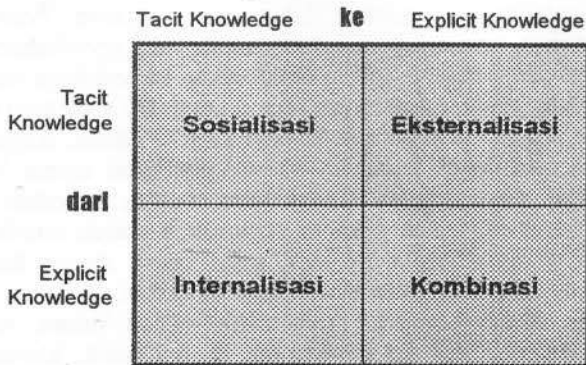 Tacit Knowledge ke Explicit Knowledge
Tacit
Knowledge
Sosialisasi Eksternalisasi
dari
Explicit
Knowledge
Internalisasi Kombinasi